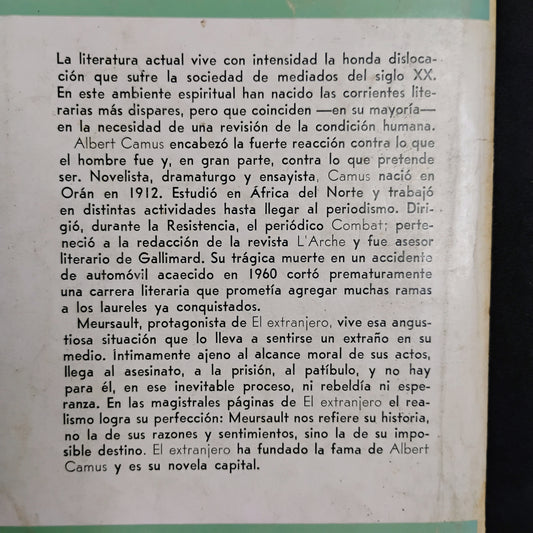 La literatura actual vive con intensidad la honda disloca-
ción que sufre la sociedad de mediados del siglo XX.
En este ambiente espiritual han nacido las corrientes lite-
rarias más dispares, pero que coinciden —en su mayoría—
en la necesidad de una revisión de la condición humana.
Albert Camus encabezó la fuerte reacción contra lo que
el hombre fue y, en gran parte, contra lo que pretende
ser. Novelista, dramaturgo y ensayista, Camus nació en
Orán en 1912. Estudió en África del Norte y trabajó
en distintas actividades hasta llegar al periodismo. Diri-
gió, durante la Resistencia, el periódico Combat; perte-
neció a la redacción de la revista L'Arche y fue asesor
literario de Gallimard. Su trágica muerte en un accidente
de automóvil acaecido en 1960 cortó prematuramente
una carrera literaria que prometía agregar muchas ramas
a los laureles ya conquistados.
Meursault, protagonista de El extranjero, vive esa angus-
tiosa situación que lo lleva a sentirse un extraño en su
medio. Íntimamente ajeno al alcance moral de sus actos,
llega al asesinato, a la prisión, al patíbulo, y no hay
para él, en ese inevitable proceso, ni rebeldía ni espe-
ranza. En las magistrales páginas de El extranjero el rea-
lismo logra su perfección: Meursault nos refiere su historia,
no la de sus razones y sentimientos, sino la de su impo-
sible destino. El extranjero ha fundado la fama de Albert
Camus y es su novela capital.